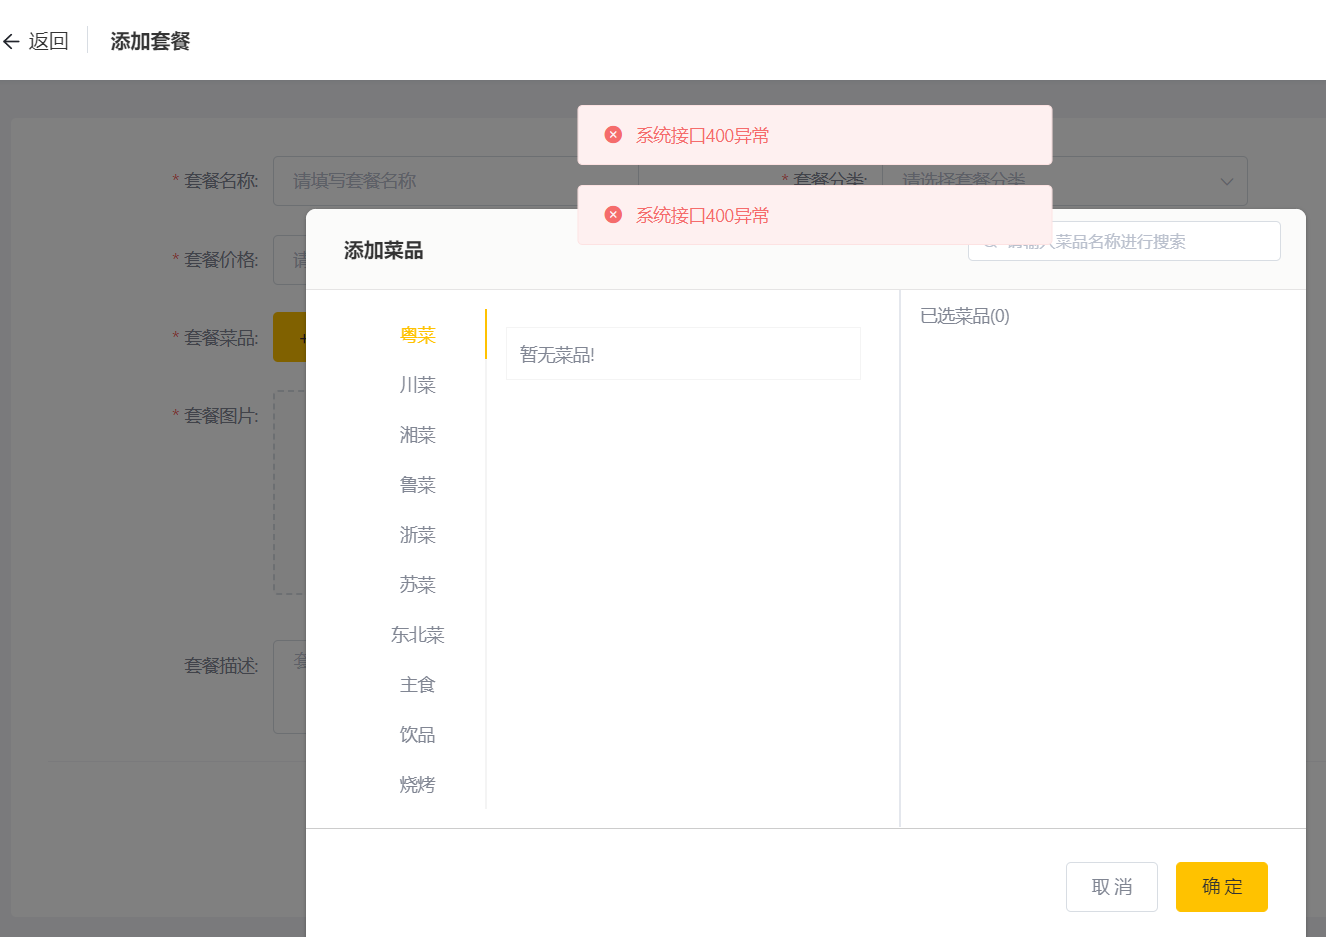 返回 添加套餐
系统接口400异常
* 套餐名称: 请填写套餐名称 * 套餐分类: 请选择套餐分类
系统接口400异常
添加菜品 请输入菜品名称进行搜索
* 套餐价格: 请
* 套餐菜品: +
* 套餐图片:
套餐描述: 套
粤菜
川菜
湘菜
鲁菜
浙菜
苏菜
东北菜
主食
饮品
烧烤
暂无菜品!
已选菜品(0)
取 消 确 定